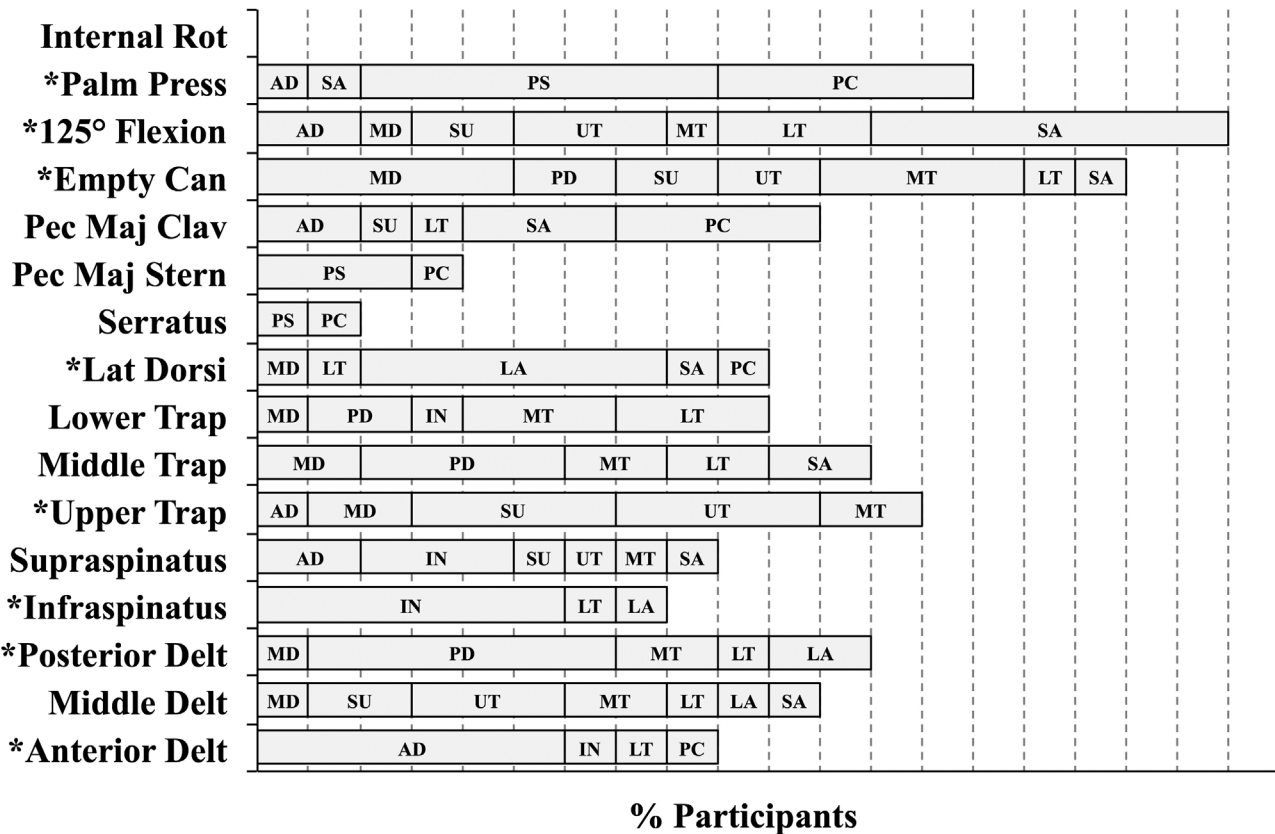 Internal Rot
*Palm Press AD SA PS PC
*125° Flexion AD MD SU UT MT LT SA
*Empty Can MD PD SU UT MT LT SA
Pec Maj Clav AD SU LT SA PC
Pec Maj Stern PS PC
Serratus PS PC
*Lat Dorsi MD LT LA SA PC
Lower Trap MD PD IN MT LT
Middle Trap MD PD MT LT SA
*Upper Trap AD MD SU UT MT
Supraspinatus AD IN SU UT MT SA
*Infraspinatus IN LT LA
*Posterior Delt MD PD MT LT LA
Middle Delt MD SU UT MT LT LA SA
*Anterior Delt AD IN LT PC
% Participants